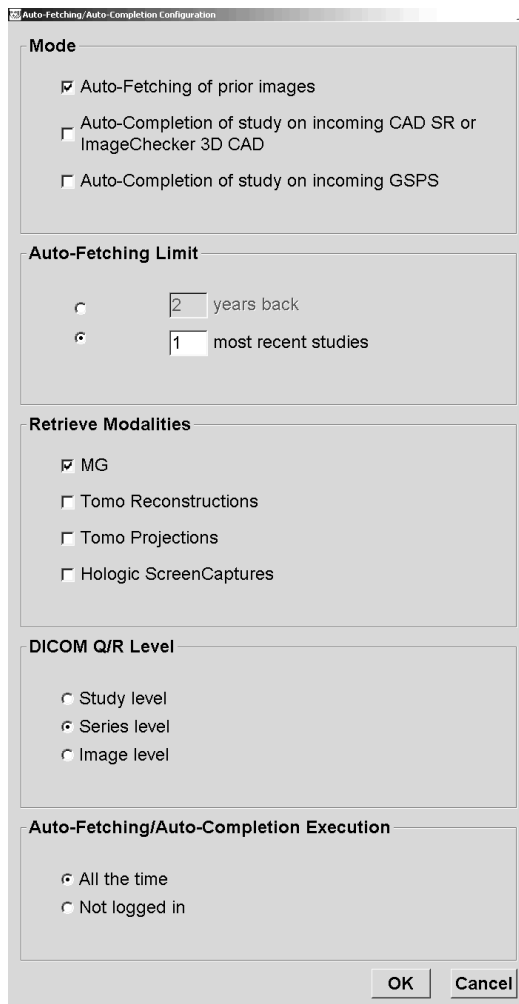 Auto-Fetching/Auto-Completion Configuration
Mode
Auto-Fetching of prior images
Auto-Completion of study on incoming CAD SR or
ImageChecker 3D CAD
Auto-Completion of study on incoming GSPS
Auto-Fetching Limit
2 years back
1 most recent studies
Retrieve Modalities
MG
Tomo Reconstructions
Tomo Projections
Hologic ScreenCaptures
DICOM Q/R Level
Study level
Series level
Image level
Auto-Fetching/Auto-Completion Execution
All the time
Not logged in
OK Cancel